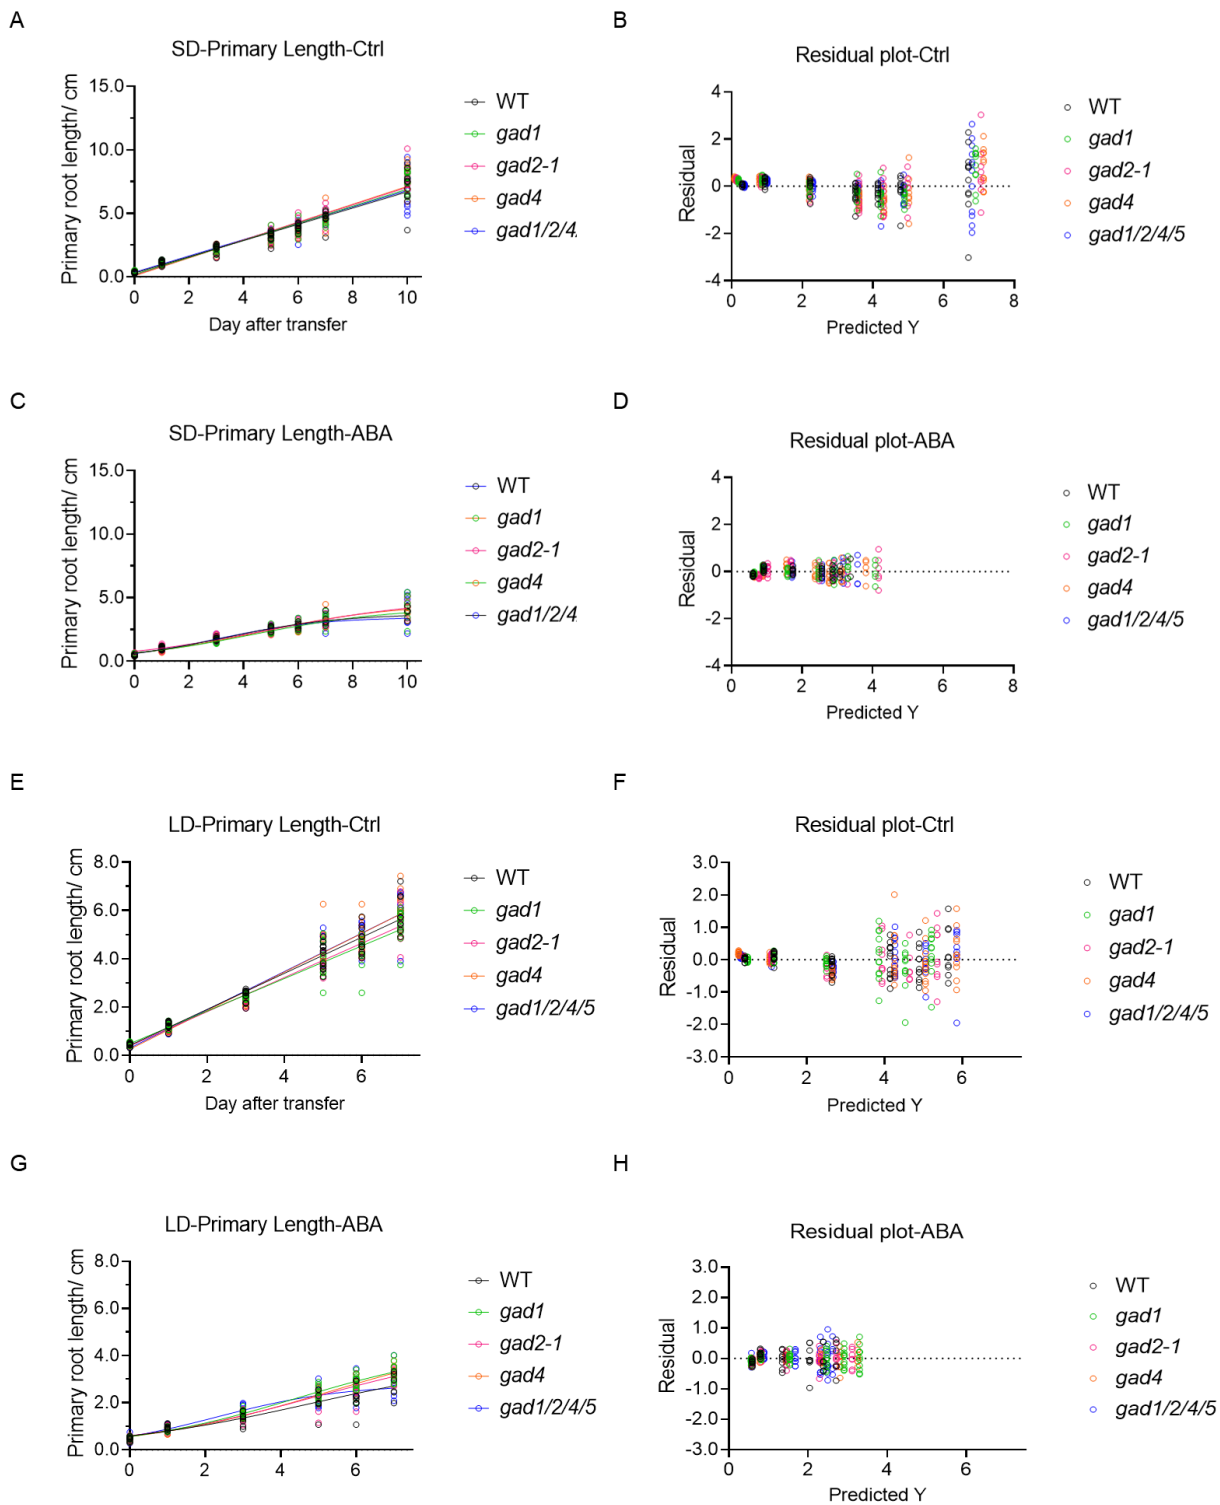 A
SD-Primary Length-Ctrl
Primary root length/ cm
15.0
10.0
5.0
0.0
0 2 4 6 8 10
Day after transfer
WT
gad1
gad2-1
gad4
gad1/2/4.
B
Residual plot-Ctrl
Residual
4
2
0
-2
-4
0 2 4 6 8
Predicted Y
WT
gad1
gad2-1
gad4
gad1/2/4/5
C
SD-Primary Length-ABA
Primary root length/ cm
15.0
10.0
5.0
0.0
0 2 4 6 8 10
WT
gad1
gad2-1
gad4
gad1/2/4.
D
Residual plot-ABA
Residual
4
2
0
-2
-4
0 2 4 6 8
Predicted Y
WT
gad1
gad2-1
gad4
gad1/2/4/5
E
LD-Primary Length-Ctrl
Primary root length/ cm
8.0
6.0
4.0
2.0
0.0
0 2 4 6
Day after transfer
WT
gad1
gad2-1
gad4
gad1/2/4/5
F
Residual plot-Ctrl
Residual
3.0
2.0
1.0
0.0
-1.0
-2.0
-3.0
0 2 4 6
Predicted Y
WT
gad1
gad2-1
gad4
gad1/2/4/5
G
LD-Primary Length-ABA
Primary root length/ cm
8.0
6.0
4.0
2.0
0.0
0 2 4 6
WT
gad1
gad2-1
gad4
gad1/2/4/5
H
Residual plot-ABA
Residual
3.0
2.0
1.0
0.0
-1.0
-2.0
-3.0
0 2 4 6
Predicted Y
WT
gad1
gad2-1
gad4
gad1/2/4/5